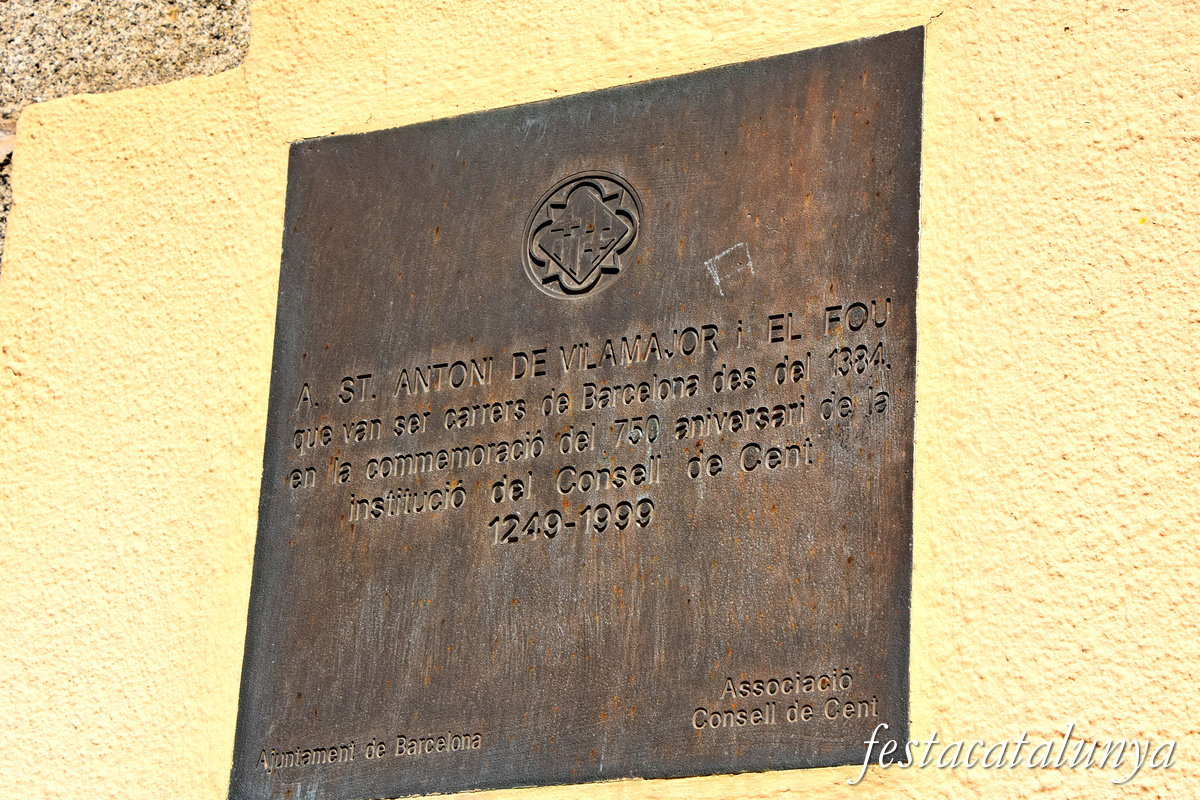 A. ST. ANTONI DE VILAMAJOR i EL FOU
que van ser carrers de Barcelona des del 1384.
en la commemoració del 750 aniversari de la
institució del Consell de Cent
1249-1999
Associació
Consell de Cent
Ajuntament de Barcelona
festacatalunya